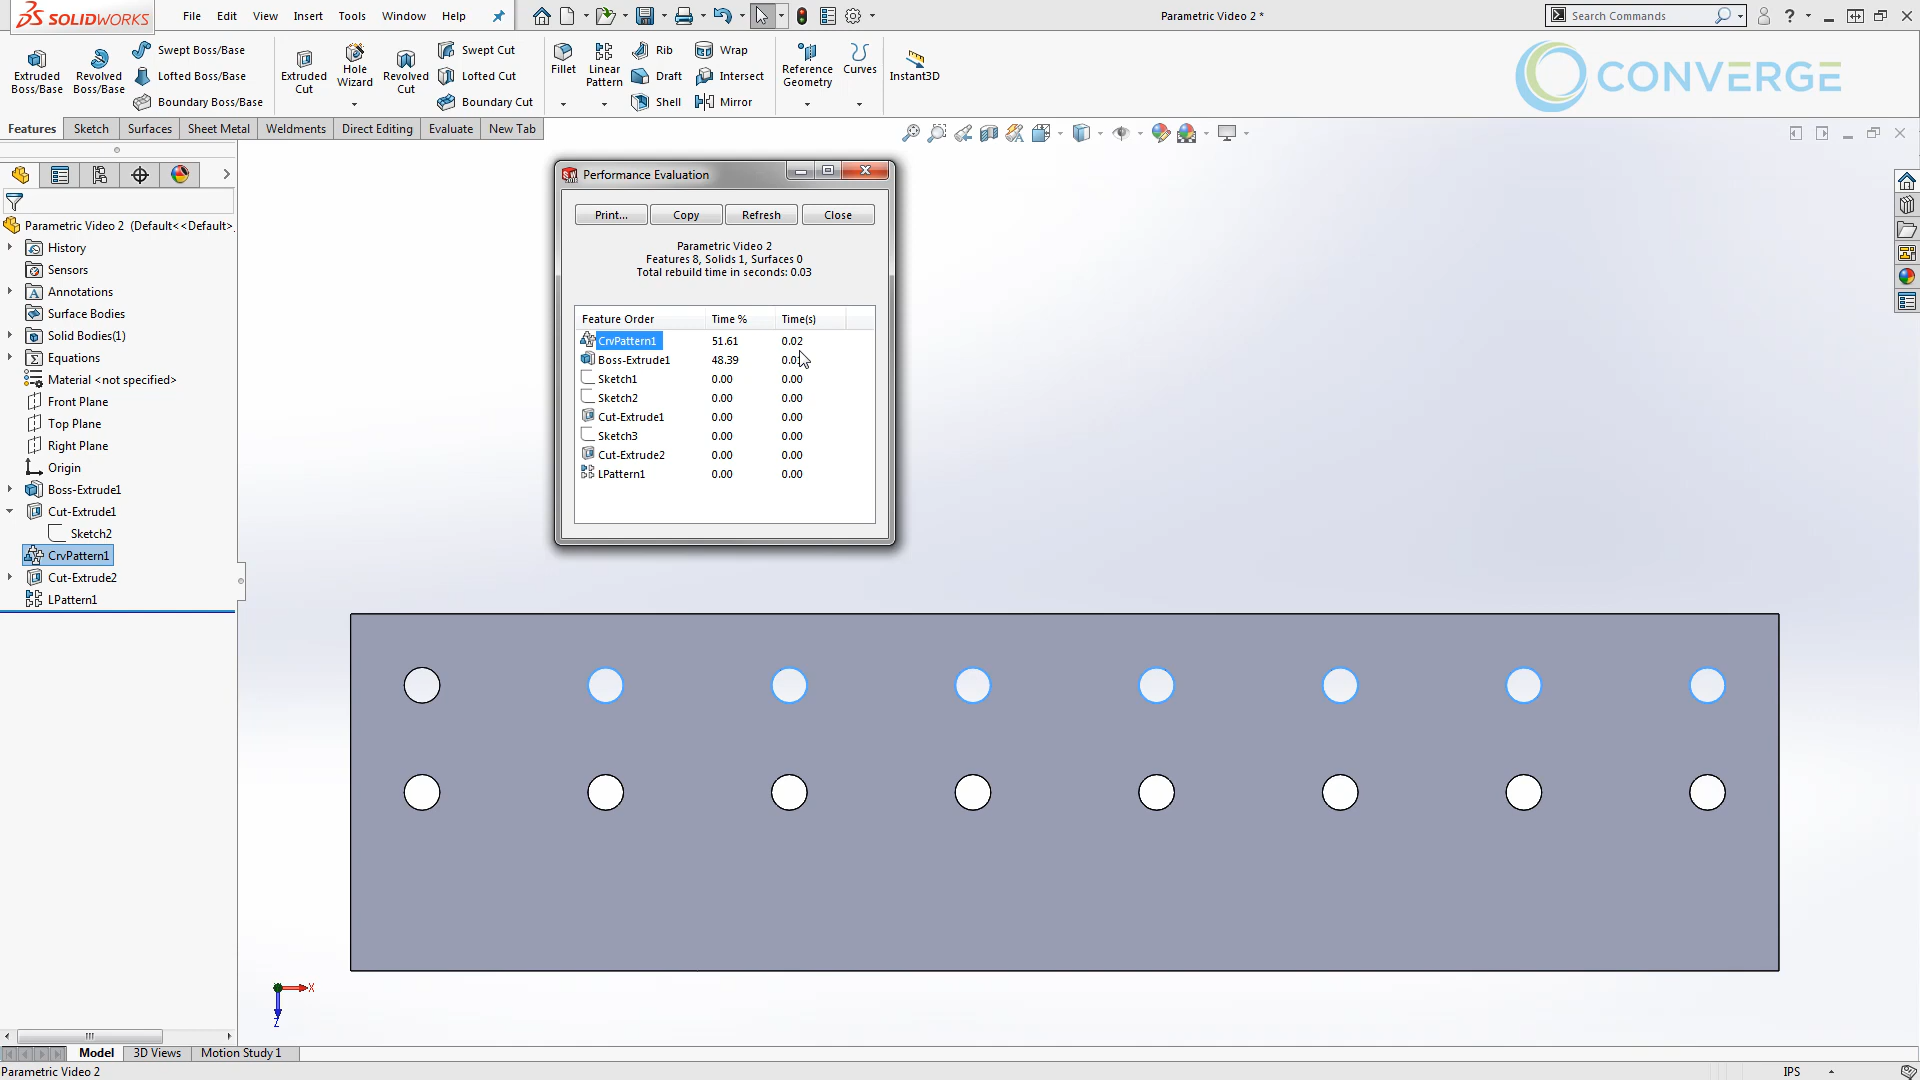 SOLIDWORKS
File Edit View Insert Tools Window Help
Parametric Video 2 *
Search Commands
Extruded Boss/Base
Revolved Boss/Base
Swept Boss/Base
Lofted Boss/Base
Boundary Boss/Base
Extruded Cut
Hole Wizard
Revolved Cut
Swept Cut
Lofted Cut
Boundary Cut
Fillet
Linear Pattern
Rib
Draft
Shell
Wrap
Intersect
Mirror
Reference Geometry
Curves
Instant3D
CONVERGE
Features Sketch Surfaces Sheet Metal Weldments Direct Editing Evaluate New Tab
Parametric Video 2 (Default<<Default>
History
Sensors
Annotations
Surface Bodies
Solid Bodies(1)
Equations
Material <not specified>
Front Plane
Top Plane
Right Plane
Origin
Boss-Extrude1
Cut-Extrude1
Sketch2
CrvPattern1
Cut-Extrude2
LPattern1
Performance Evaluation
Print... Copy Refresh Close
Parametric Video 2
Features 8, Solids 1, Surfaces 0
Total rebuild time in seconds: 0.03
Feature Order Time % Time(s)
CrvPattern1 51.61 0.02
Boss-Extrude1 48.39
Sketch1 0.00 0.00
Sketch2 0.00 0.00
Cut-Extrude1 0.00 0.00
Sketch3 0.00 0.00
Cut-Extrude2 0.00 0.00
LPattern1 0.00 0.00
X
Z
Model 3D Views Motion Study 1
Parametric Video 2
IPS